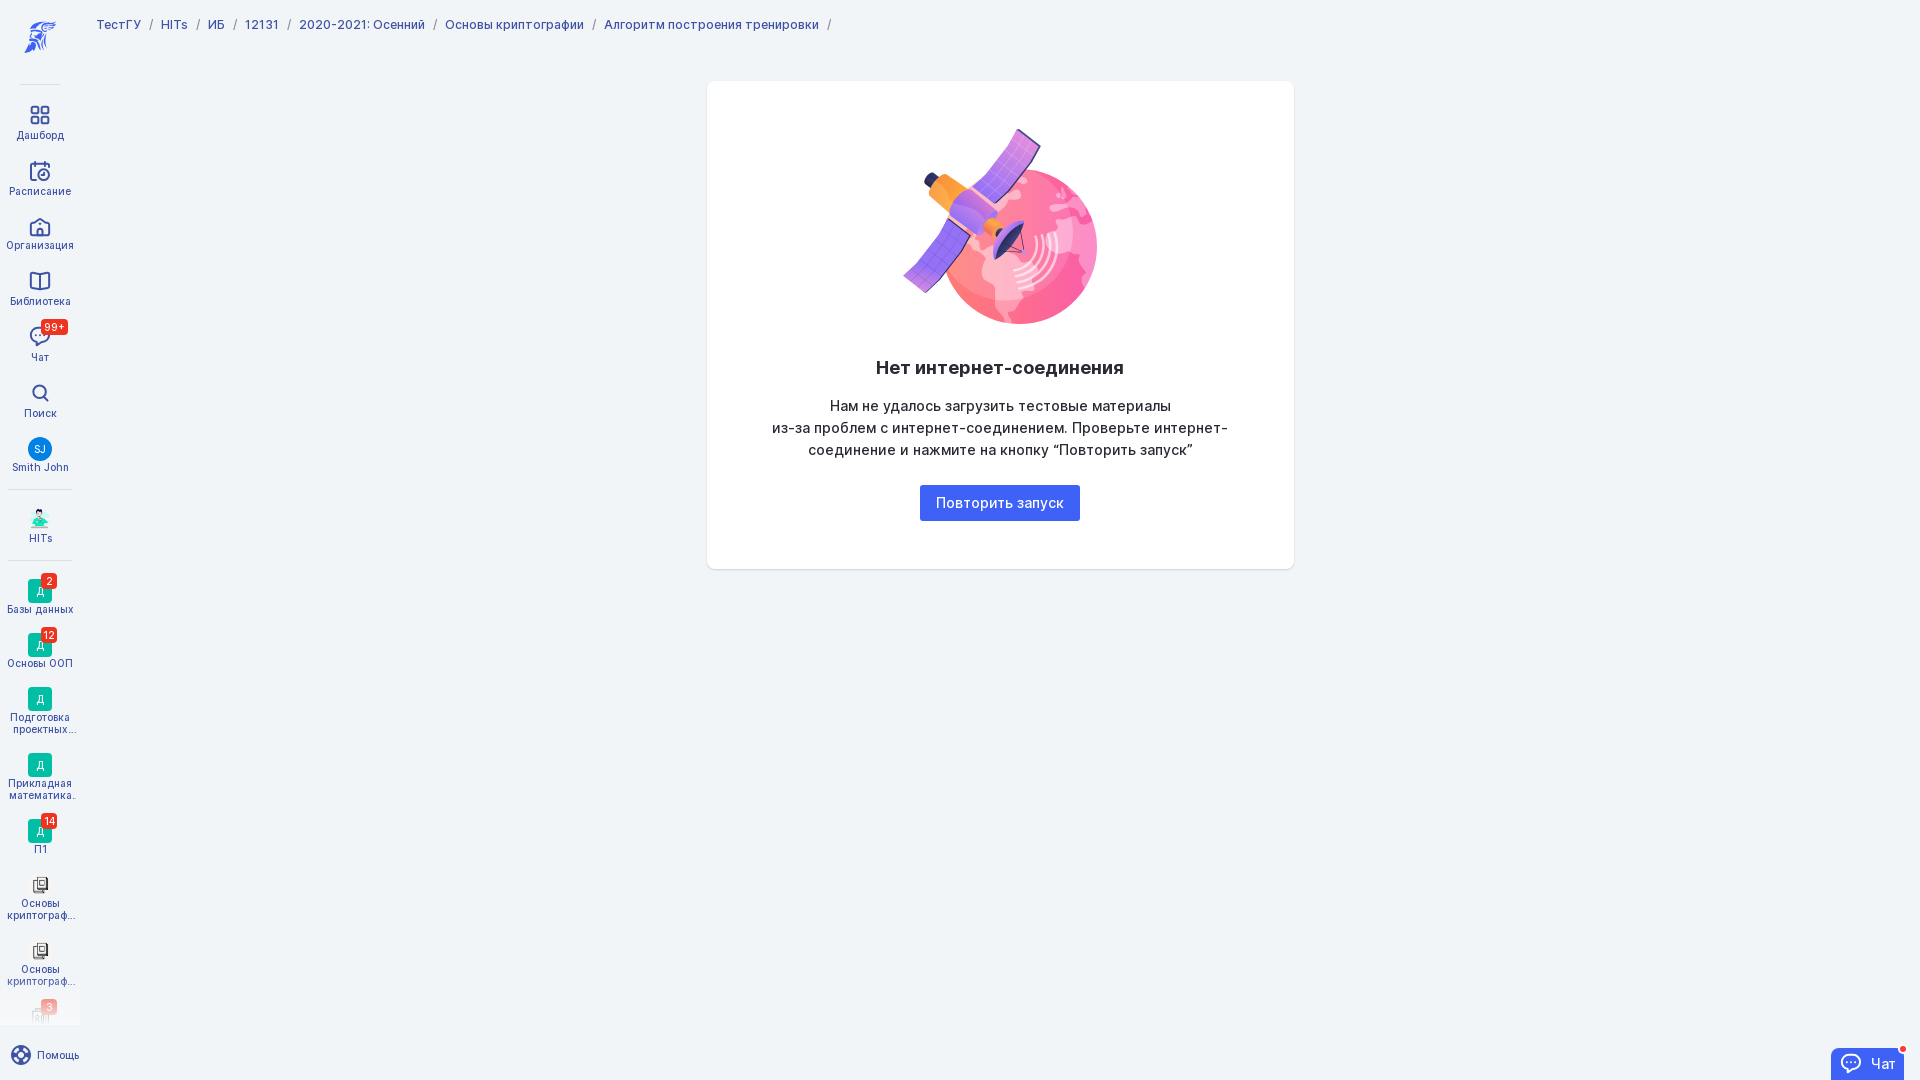 ТестГУ / HITs / ИБ / 12131 / 2020-2021: Осенний / Основы криптографии / Алгоритм построения тренировки /
Дашборд
Расписание
Организация
Библиотека
99+
Чат
Поиск
SJ
Smith John
HITs
Д 2
Базы данных
Д 12
Основы ООП
Д
Подготовка
проектных...
Д
Прикладная
математика.
Д 14
П1
Основы
криптограф...
Основы
криптограф...
3
Помощь
Нет интернет-соединения
Нам не удалось загрузить тестовые материалы
из-за проблем с интернет-соединением. Проверьте интернет-
соединение и нажмите на кнопку “Повторить запуск”
Повторить запуск
Чат